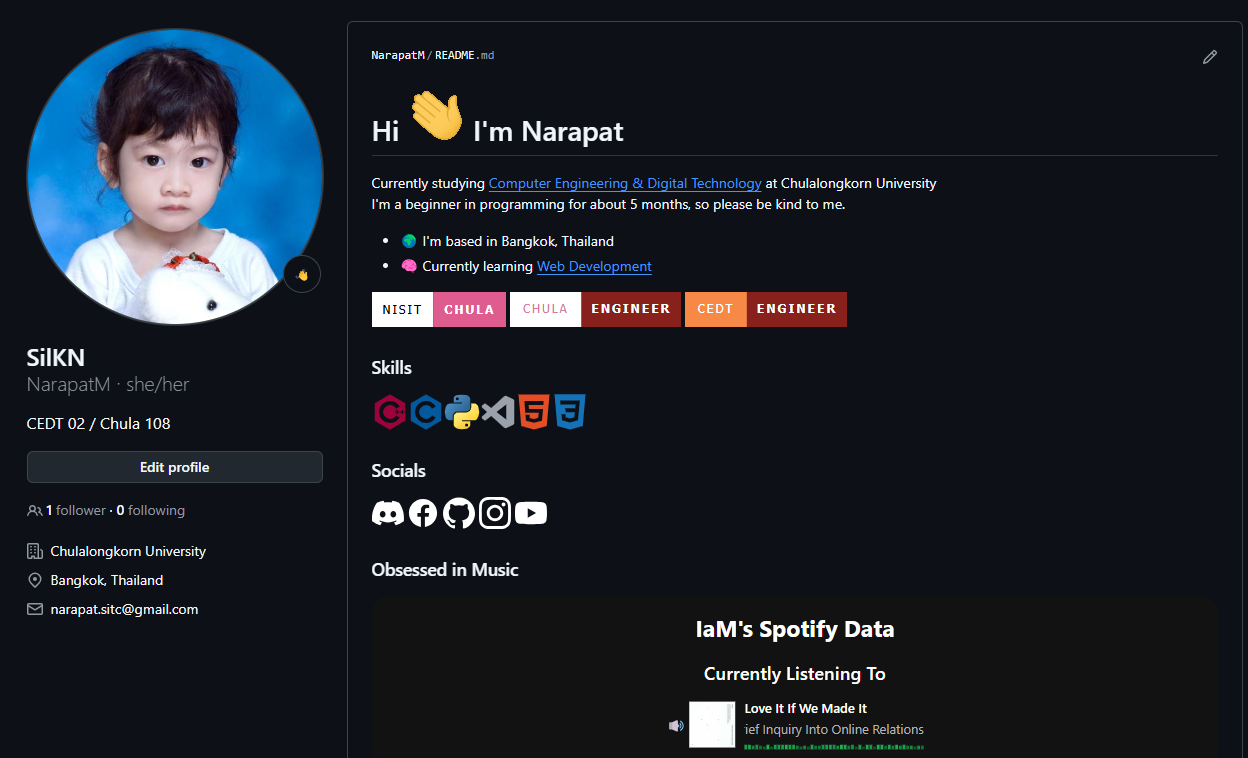 SilKN
NarapatM · she/her
CEDT 02 / Chula 108
Edit profile
1 follower · 0 following
Chulalongkorn University
Bangkok, Thailand
narapat.sitc@gmail.com
NarapatM/README.md
Hi 👋 I'm Narapat
Currently studying Computer Engineering & Digital Technology at Chulalongkorn University
I'm a beginner in programming for about 5 months, so please be kind to me.
🌍 I'm based in Bangkok, Thailand
🧠 Currently learning Web Development
NISIT CHULA CHULA ENGINEER CEDT ENGINEER
Skills
Socials
Obsessed in Music
IaM's Spotify Data
Currently Listening To
Love It If We Made It
ief Inquiry Into Online Relations